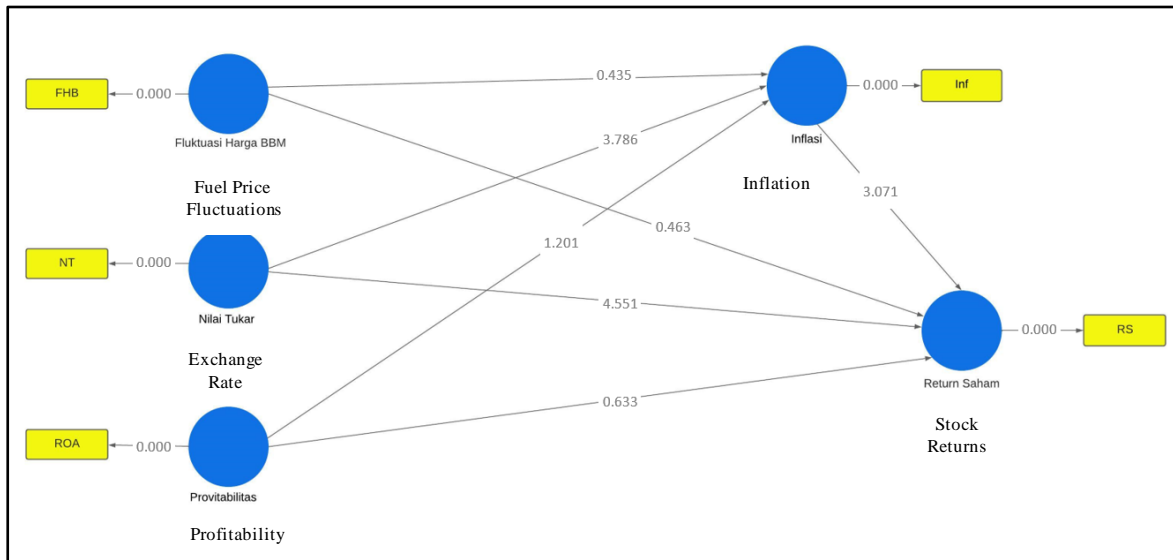 FHB
0.000
Fluktuasi Harga BBM
Fuel Price
Fluctuations
0.435
Inflasi
Inflation
0.000
Inf
3.786
3.071
0.463
1.201
NT
0.000
Nilai Tukar
Exchange
Rate
4.551
0.633
Return Saham
0.000
RS
Stock
Returns
ROA
0.000
Provitabilitas
Profitability